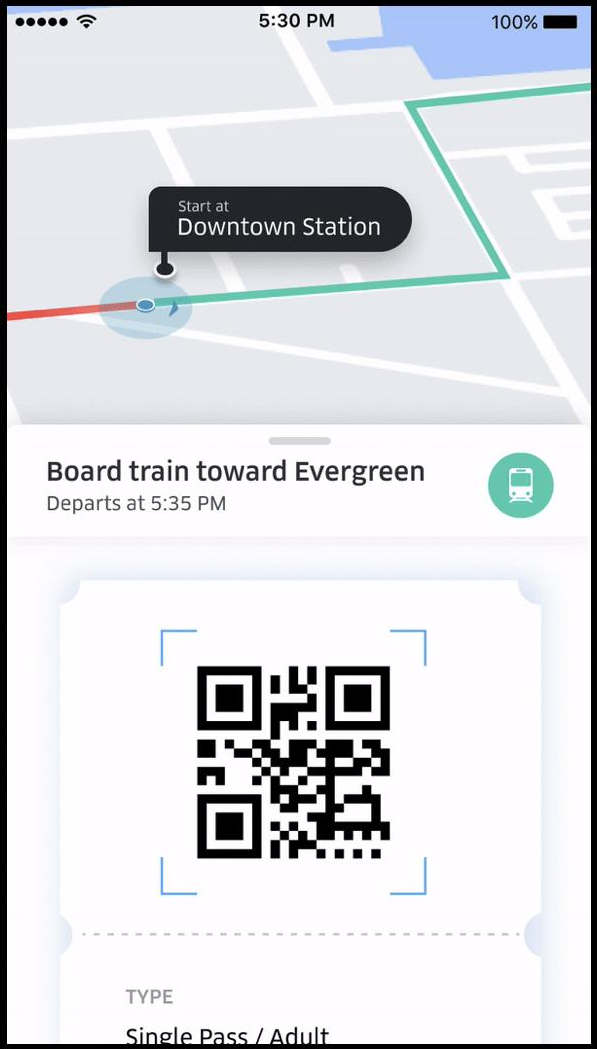 5:30 PM
100%
Start at
Downtown Station
Board train toward Evergreen
Departs at 5:35 PM
TYPE
Single Pass / Adult